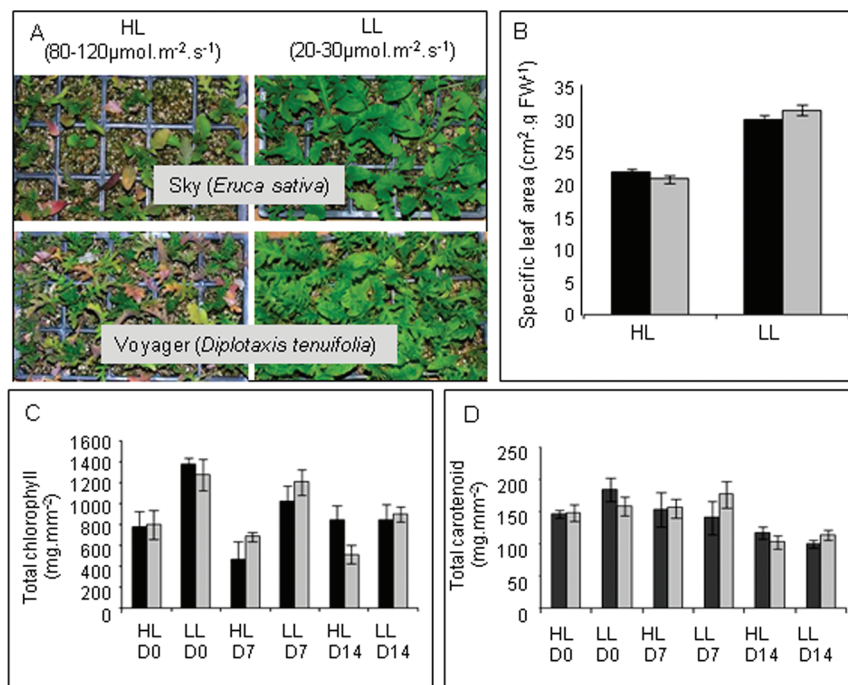 A
HL
(80-120µmol.m⁻².s⁻¹)
LL
(20-30µmol.m⁻².s⁻¹)
Sky (Eruca sativa)
Voyager (Diplotaxis tenuifolia)
B
Specific leaf area (cm².g FW⁻¹)
35
30
25
20
15
10
5
0
HL
LL
C
Total chlorophyll
(mg.mm⁻²)
1600
1400
1200
1000
800
600
400
200
0
HL LL HL LL HL LL
D0 D0 D7 D7 D14 D14
D
Total carotenoid
(mg.mm⁻²)
250
200
150
100
50
0
HL LL HL LL HL LL
D0 D0 D7 D7 D14 D14